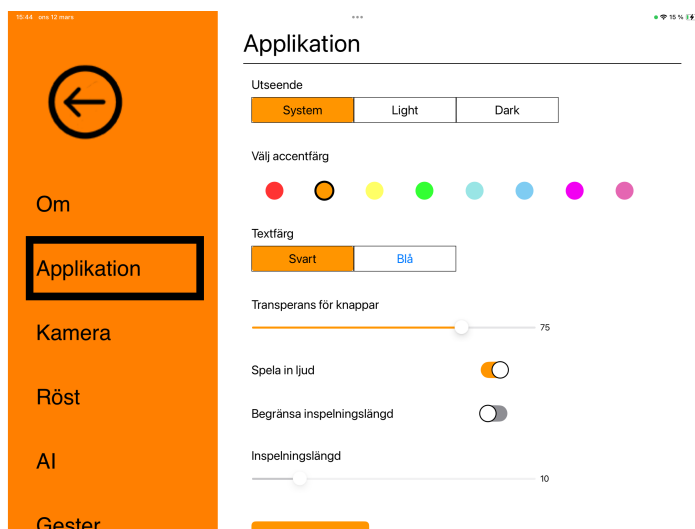 15:44 ons 12 mars
15 %
Applikation
Utseende
System Light Dark
Välj accentfärg
Om
Textfärg
Applikation
Svart Blå
Transperans för knappar
Kamera
75
Spela in ljud
Röst
Begränsa inspelningslängd
AI
Inspelningslängd
10
Gester